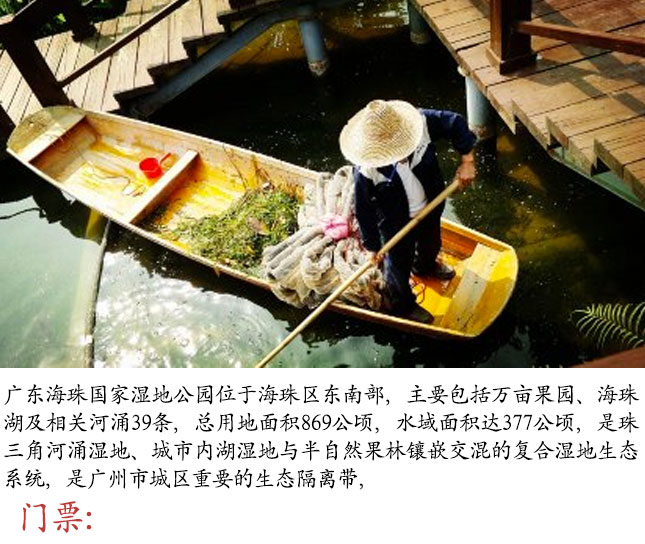 广东海珠国家湿地公园位于海珠区东南部，主要包括万亩果园、海珠
湖及相关河涌39条，总用地面积869公顷，水域面积达377公顷，是珠
三角河涌湿地、城市内湖湿地与半自然果林镶嵌交混的复合湿地生态
系统，是广州市城区重要的生态隔离带，
门票: